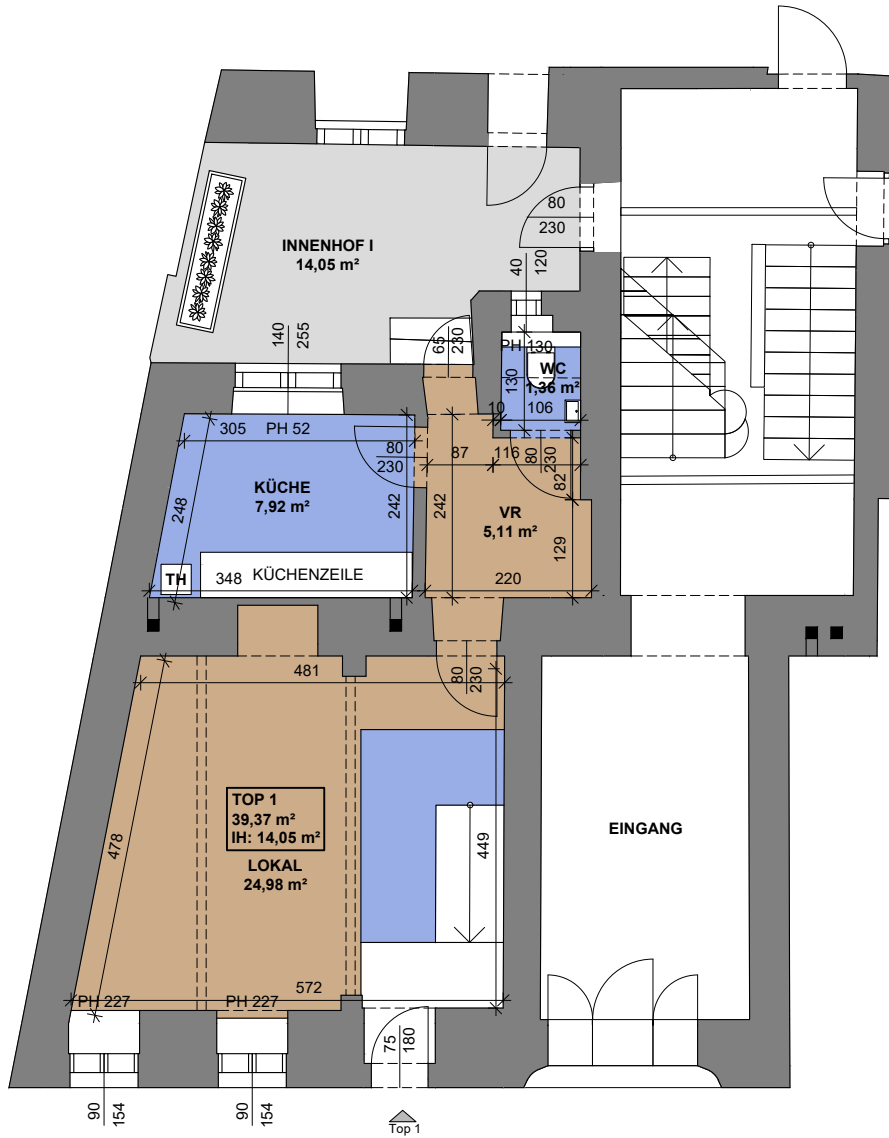 80
230
INNENHOF I
14,05 m²
40
120
140
255
65
230
PH 130
WC
1,36 m²
130
10
106
305
PH 52
80
230
87
116
80
230
82
KÜCHE
7,92 m²
248
242
242
VR
5,11 m²
129
TH
348
KÜCHENZEILE
220
481
80
230
TOP 1
39,37 m²
IH: 14,05 m²
LOKAL
24,98 m²
478
449
EINGANG
572
PH 227
PH 227
75
180
90
154
90
154
Top 1